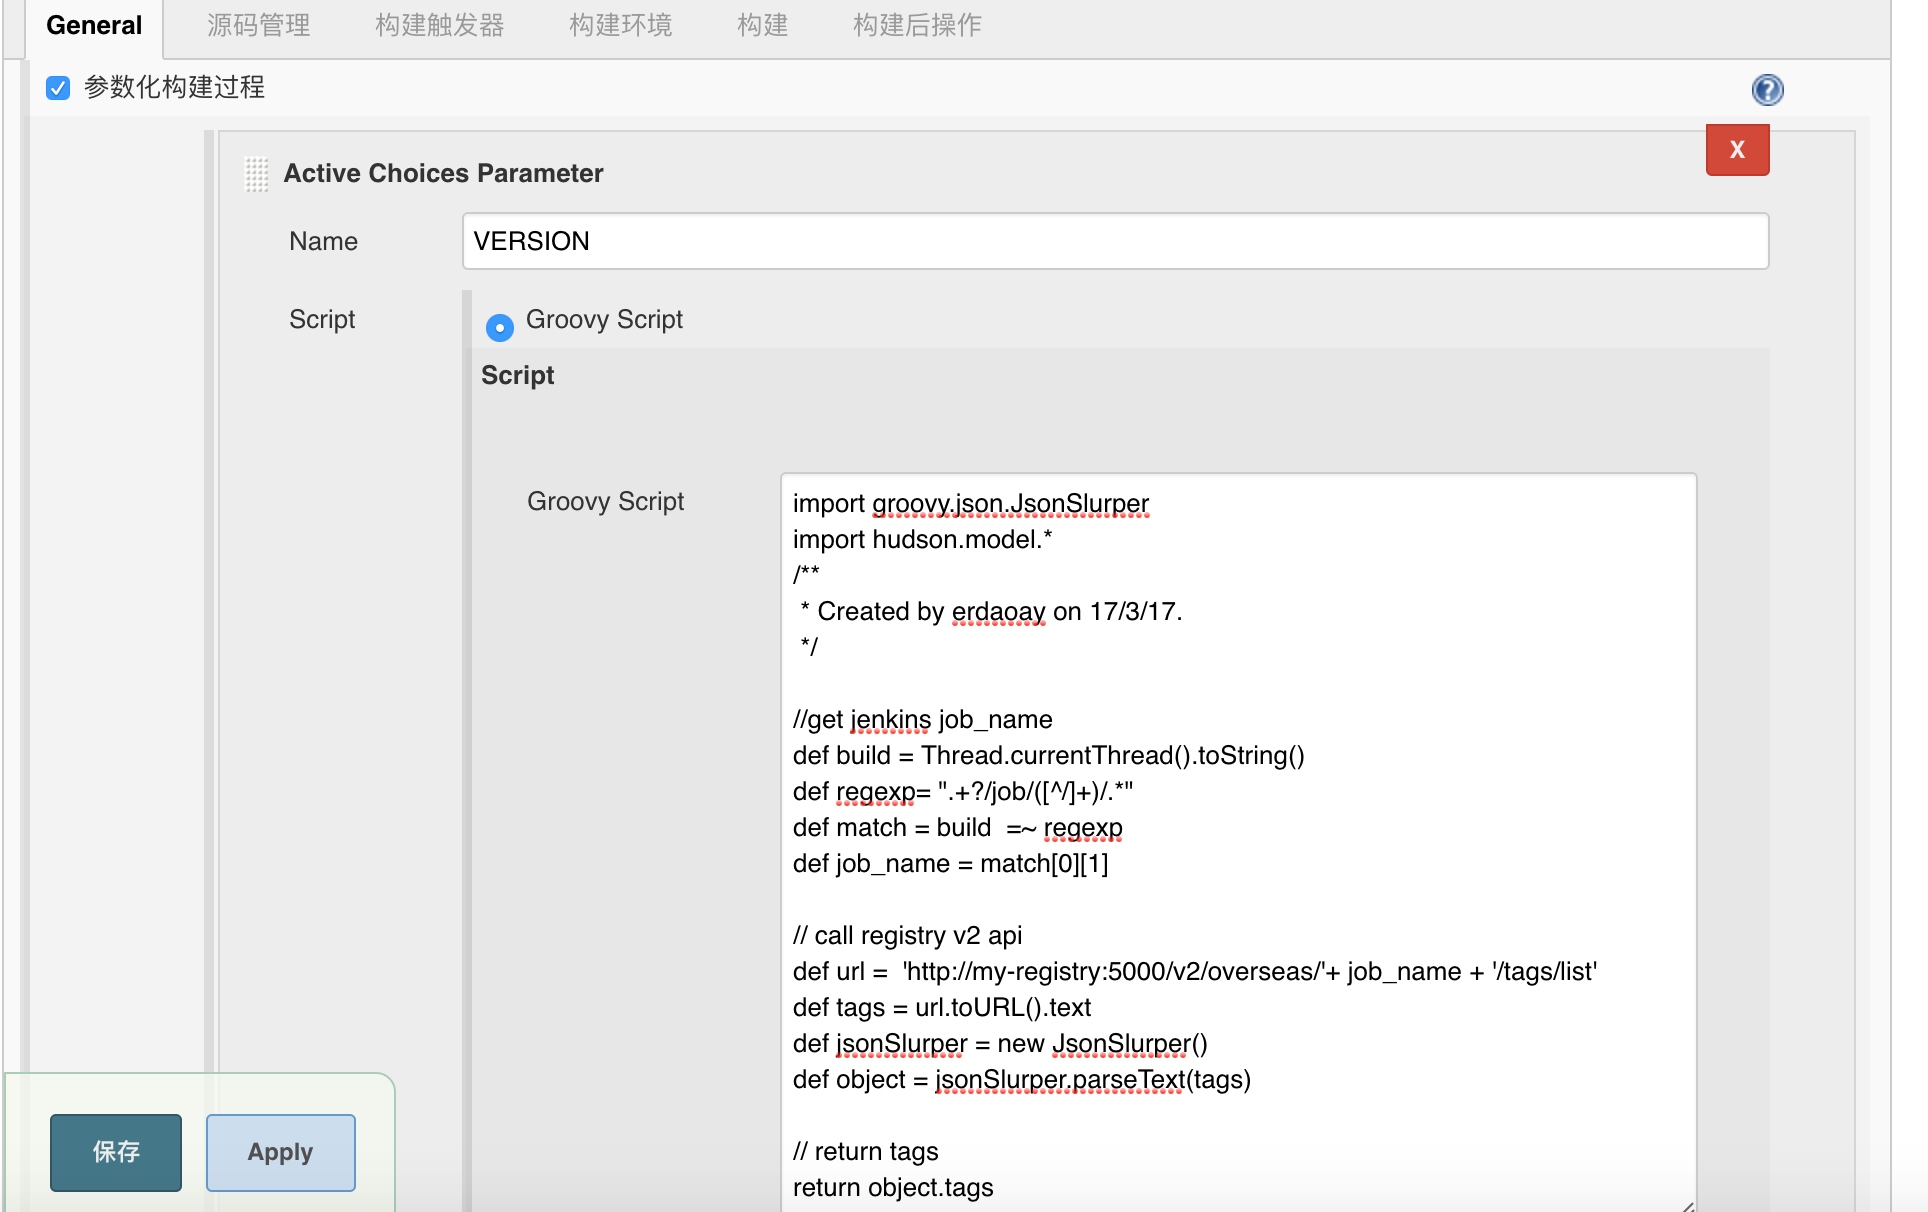 General 源码管理 构建触发器 构建环境 构建 构建后操作
参数化构建过程
?
X
Active Choices Parameter
Name VERSION
Script Groovy Script
Script
Groovy Script
import groovy.json.JsonSlurper
import hudson.model.*
/**
 * Created by erdaoay on 17/3/17.
 */
//get jenkins job_name
def build = Thread.currentThread().toString()
def regexp= ".+?/job/([^/]+)/.*"
def match = build  =~ regexp
def job_name = match[0][1]
// call registry v2 api
def url =  'http://my-registry:5000/v2/overseas/'+ job_name + '/tags/list'
def tags = url.toURL().text
def jsonSlurper = new JsonSlurper()
def object = jsonSlurper.parseText(tags)
// return tags
return object.tags
保存 Apply